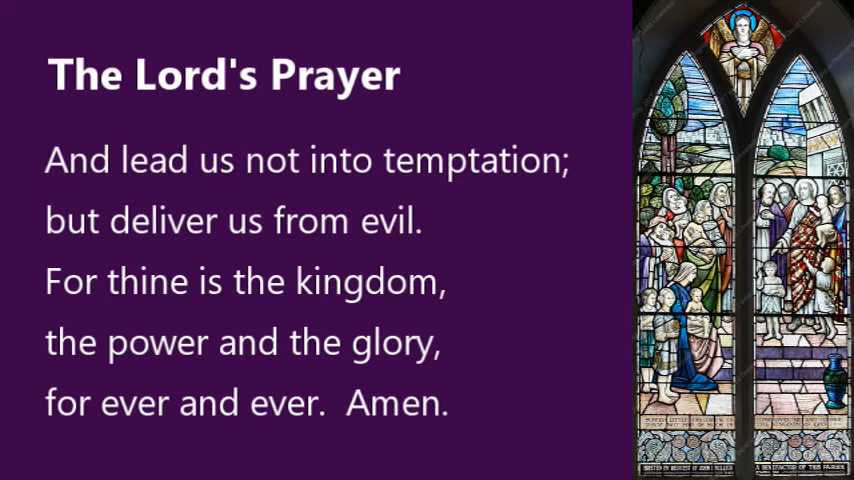 The Lord's Prayer
And lead us not into temptation;
but deliver us from evil.
For thine is the kingdom,
the power and the glory,
for ever and ever.  Amen.